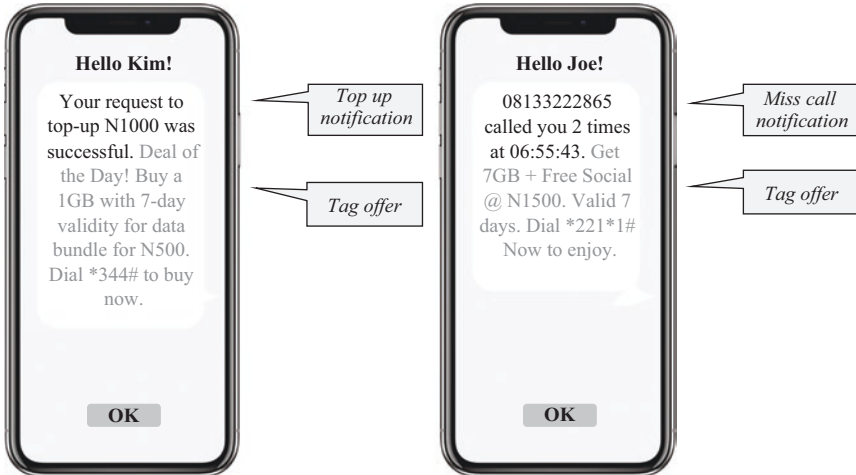 Hello Kim!
Your request to
top-up N1000 was
successful. Deal of
the Day! Buy a
1GB with 7-day
validity for data
bundle for N500.
Dial *344# to buy
now.
OK
Top up
notification
Tag offer
Hello Joe!
08133222865
called you 2 times
at 06:55:43. Get
7GB + Free Social
@ N1500. Valid 7
days. Dial *221*1#
Now to enjoy.
OK
Miss call
notification
Tag offer